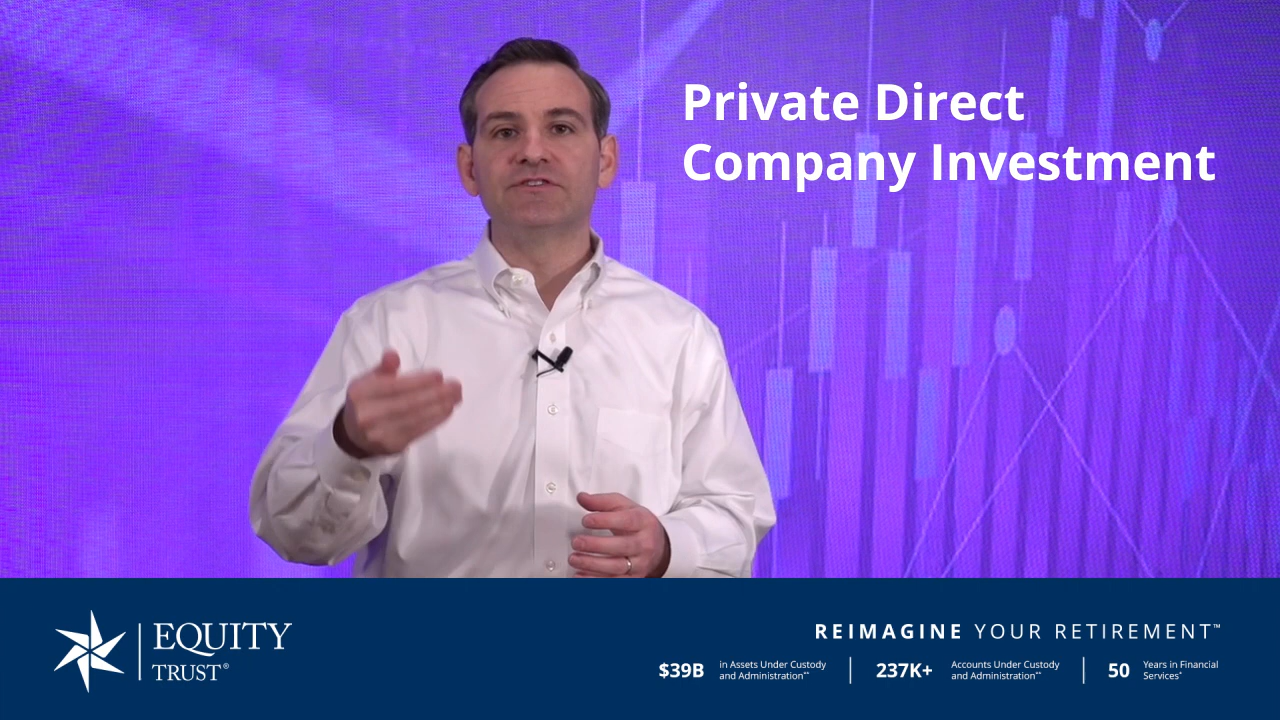 Private Direct
Company Investment
EQUITY
TRUST®
REIMAGINE YOUR RETIREMENT™
$39B in Assets Under Custody and Administration**
237K+ Accounts Under Custody and Administration**
50 Years in Financial Services*